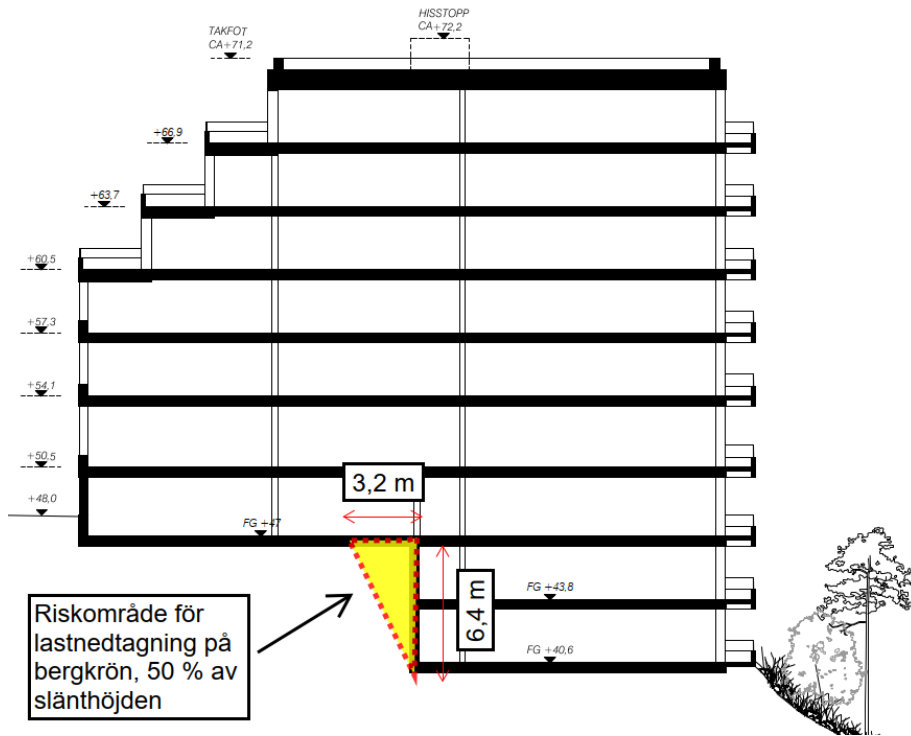 HISSTOPP
CA+72,2
TAKFOT
CA+71,2
+66,9
+63,7
+60,5
+57,3
+54,1
+50,5
3,2 m
+48,0
FG +47
6,4 m
FG +43,8
FG +40,6
Riskområde för
lastnedtagning på
bergkrön, 50 % av
slänthöjden